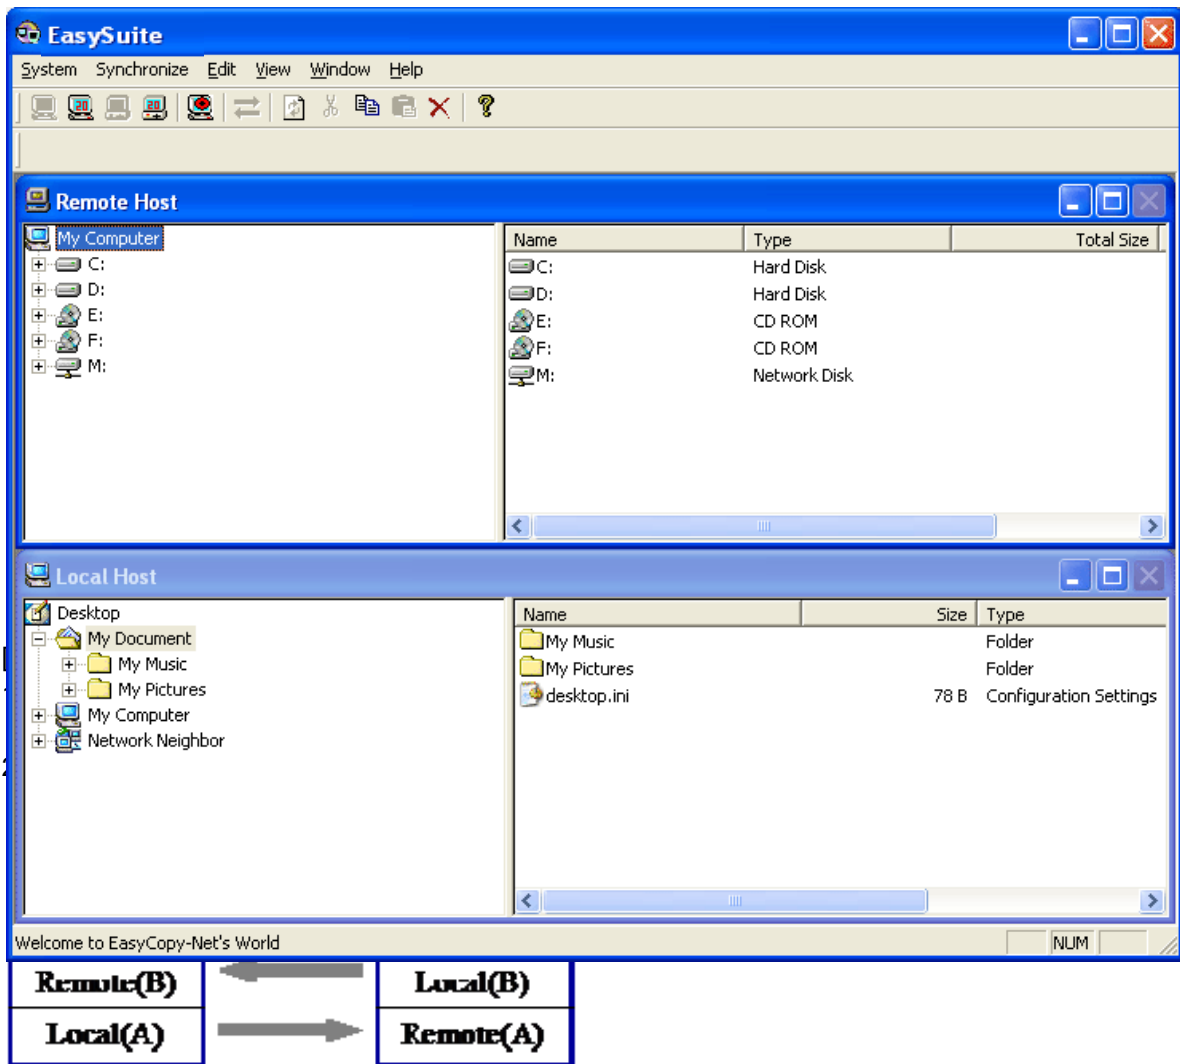 EasySuite
System Synchronize Edit View Window Help
Remote Host
My Computer
C:
D:
E:
F:
M:
Name Type Total Size
C: Hard Disk
D: Hard Disk
E: CD ROM
F: CD ROM
M: Network Disk
Local Host
Desktop
My Document
My Music
My Pictures
My Computer
Network Neighbor
Name Size Type
My Music Folder
My Pictures Folder
desktop.ini 78 B Configuration Settings
Welcome to EasyCopy-Net's World NUM
Remote(B) Local(B)
Local(A) Remote(A)